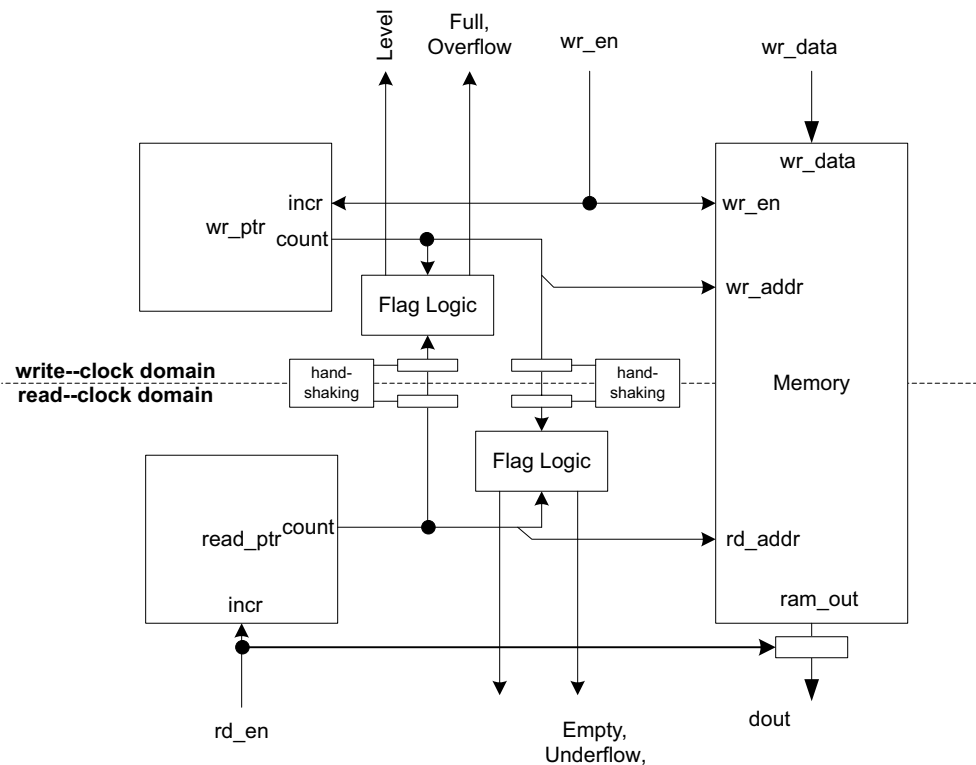 Level
Full,
Overflow
wr_en
wr_data
wr_data
incr
wr_ptr
count
wr_en
Flag Logic
wr_addr
write--clock domain
read--clock domain
hand-
shaking
hand-
shaking
Memory
Flag Logic
count
read_ptr
rd_addr
incr
ram_out
rd_en
dout
Empty,
Underflow,